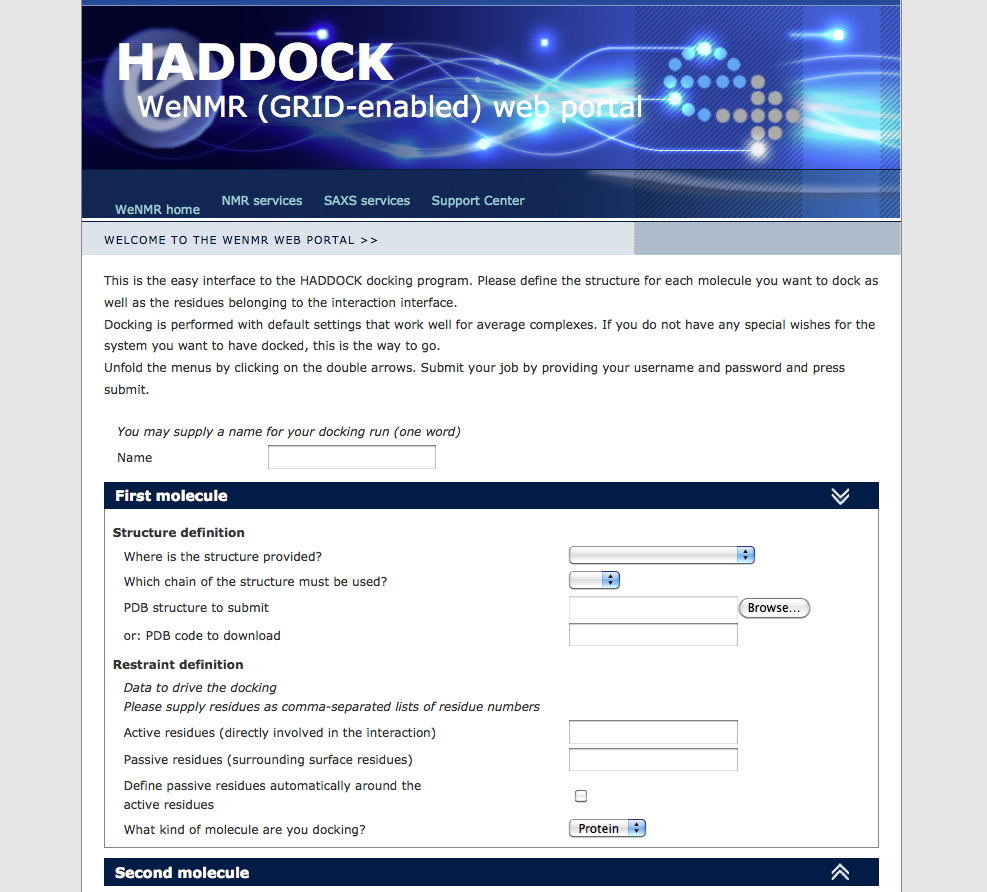 HADDOCK
WeNMR (GRID-enabled) web portal
WeNMR home NMR services SAXS services Support Center
WELCOME TO THE WENMR WEB PORTAL >>
This is the easy interface to the HADDOCK docking program. Please define the structure for each molecule you want to dock as
well as the residues belonging to the interaction interface.
Docking is performed with default settings that work well for average complexes. If you do not have any special wishes for the
system you want to have docked, this is the way to go.
Unfold the menus by clicking on the double arrows. Submit your job by providing your username and password and press
submit.
You may supply a name for your docking run (one word)
Name
First molecule
Structure definition
Where is the structure provided?
Which chain of the structure must be used?
PDB structure to submit Browse...
or: PDB code to download
Restraint definition
Data to drive the docking
Please supply residues as comma-separated lists of residue numbers
Active residues (directly involved in the interaction)
Passive residues (surrounding surface residues)
Define passive residues automatically around the
active residues
What kind of molecule are you docking? Protein
Second molecule